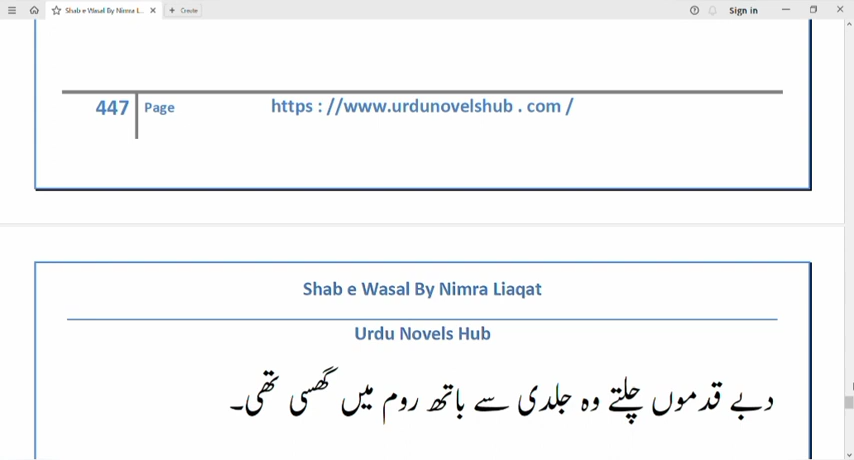 Shab e Wasal By Nimra L...
Create
Sign in
447 Page https : //www.urdunovelshub . com /
Shab e Wasal By Nimra Liaqat
Urdu Novels Hub
دبے قدموں چلتے وہ جلدی سے باتھ روم میں گھسی تھی۔